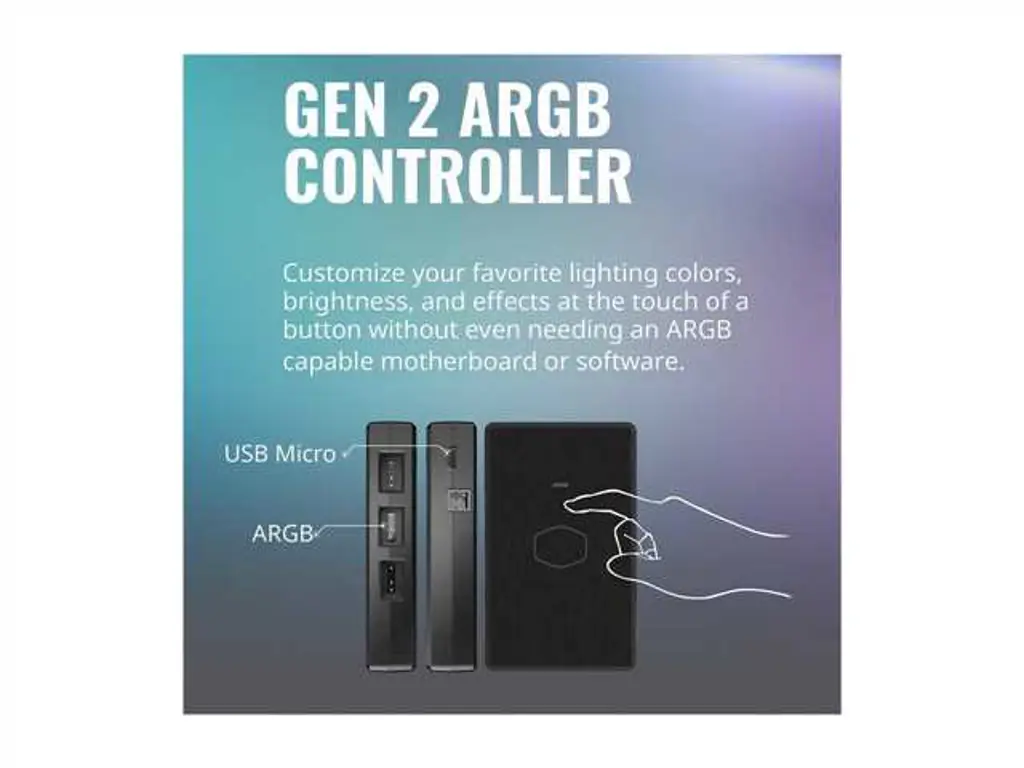 GEN 2 ARGB
CONTROLLER
Customize your favorite lighting colors,
brightness, and effects at the touch of a
button without even needing an ARGB
capable motherboard or software.
USB Micro
ARGB